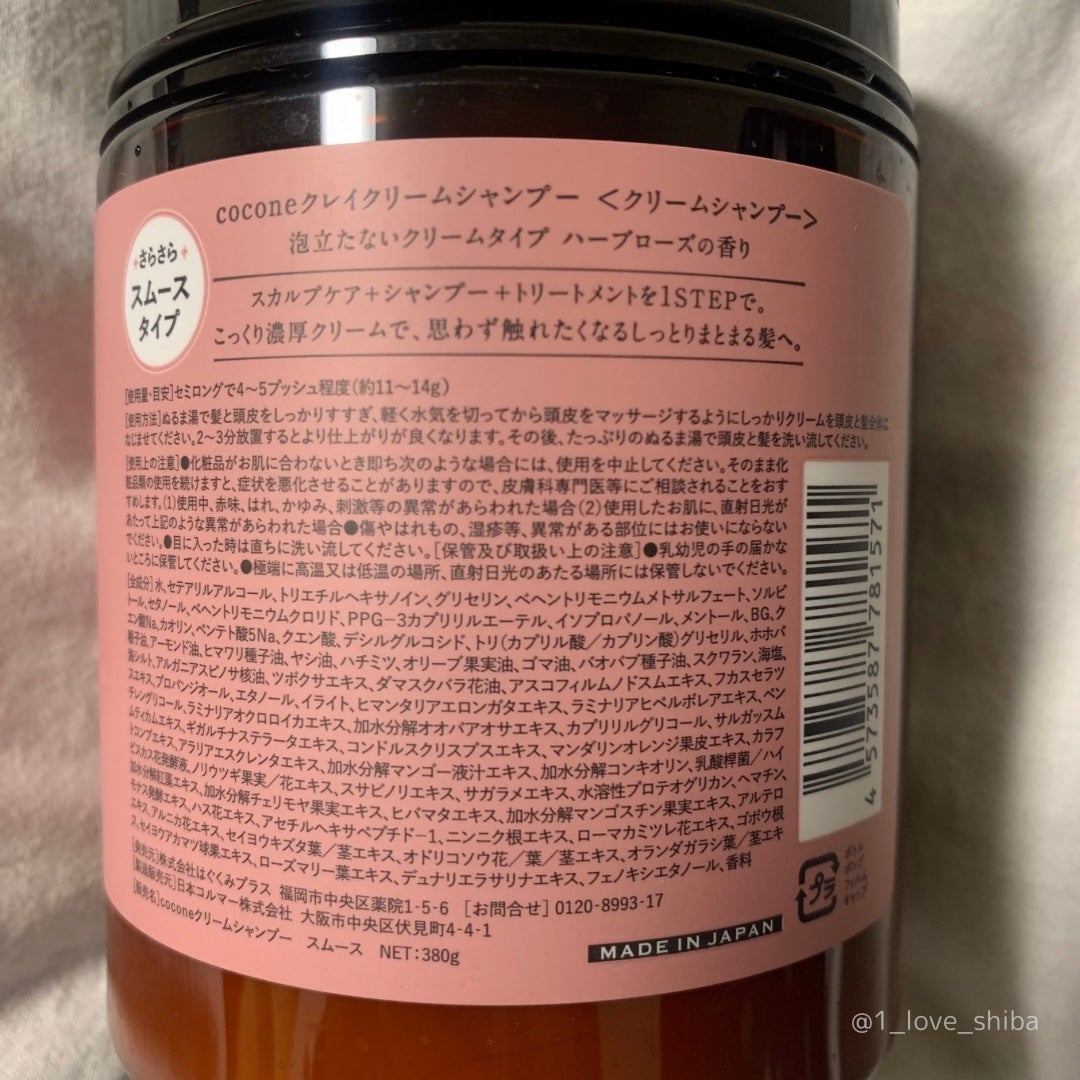 coconeクレイクリームシャンプー ＜クリームシャンプー＞
泡立たないクリームタイプ ハーブローズの香り
さらさら
スムース
タイプ
スカルプケア＋シャンプー＋トリートメントを1STEPで。
こっくり濃厚クリームで、思わず触れたくなるしっとりまとまる髪へ。
[使用量・目安]セミロングで4〜5プッシュ程度(約11〜14g)
[使用方法]ぬるま湯で髪と頭皮をしっかりすすぎ、軽く水気を切ってから頭皮をマッサージするようにしっかりクリームを頭皮と髪全体に
なじませてください。2〜3分放置するとより仕上がりが良くなります。その後、たっぷりのぬるま湯で頭皮と髪を洗い流してください。
[使用上の注意]●化粧品がお肌に合わないとき即ち次のような場合には、使用を中止してください。そのまま化
粧品類の使用を続けますと、症状を悪化させることがありますので、皮膚科専門医等にご相談されることをおす
すめします。(1)使用中、赤味、はれ、かゆみ、刺激等の異常があらわれた場合(2)使用したお肌に、直射日光が
あたって上記のような異常があらわれた場合●傷やはれもの、湿疹等、異常がある部位にはお使いにならない
でください。●目に入った時は直ちに洗い流してください。[保管及び取扱い上の注意]●乳幼児の手の届かな
いところに保管してください。●極端に高温又は低温の場所、直射日光のあたる場所には保管しないでください。
[全成分]水、セテアリルアルコール、トリエチルヘキサノイン、グリセリン、ベヘントリモニウムメトサルフェート、ソルビ
トール、セタノール、ベヘントリモニウムクロリド、PPG-3カプリリルエーテル、イソプロパノール、メントール、BG、ク
エン酸Na、カオリン、ペンテト酸5Na、クエン酸、デシルグルコシド、トリ(カプリル酸／カプリン酸)グリセリル、ホホバ
種子油、アーモンド油、ヒマワリ種子油、ヤシ油、ハチミツ、オリーブ果実油、ゴマ油、バオバブ種子油、スクワラン、海塩、
海シルト、アルガニアスピノサ核油、ツボクサエキス、ダマスクバラ花油、アスコフィルムノドスムエキス、フカスセラツ
スエキス、プロパンジオール、エタノール、イライト、ヒマンタリアエロンガタエキス、ラミナリアヒペルボレアエキス、ペン
チレングリコール、ラミナリアオクロロイカエキス、加水分解オオバアオサエキス、カプリリルグリコール、サルガッスム
ムティカムエキス、ギガルチナステラータエキス、コンドルスクリスプスエキス、マンダリンオレンジ果皮エキス、カラフ
トコンブエキス、アラリアエスクレンタエキス、加水分解マンゴー液汁エキス、加水分解コンキオリン、乳酸桿菌／ハイ
ビスカス花発酵液、ノリウツギ果実／花エキス、スサビノリエキス、サガラメエキス、水溶性プロテオグリカン、ヘマチン、
加水分解紅藻エキス、加水分解チェリモヤ果実エキス、ヒバマタエキス、加水分解マンゴスチン果実エキス、アルテロ
モナス発酵エキス、ハス花エキス、アセチルヘキサペプチド-1、ニンニク根エキス、ローマカミツレ花エキス、ゴボウ根
エキス、アルニカ花エキス、セイヨウキズタ葉／茎エキス、オドリコソウ花／葉／茎エキス、オランダガラシ葉／茎エキ
ス、セイヨウアカマツ球果エキス、ローズマリー葉エキス、デュナリエラサリナエキス、フェノキシエタノール、香料
[発売元]株式会社はぐくみプラス 福岡市中央区薬院1-5-6 [お問合せ]0120-8993-17
[製造販売元]日本コルマー株式会社 大阪市中央区伏見町4-4-1
[販売名]coconeクリームシャンプー スムース NET：380g
MADE IN JAPAN
4 573587 781571
プラ
ボトル
ポンプ
フィルム
キャップ
@1_love_shiba